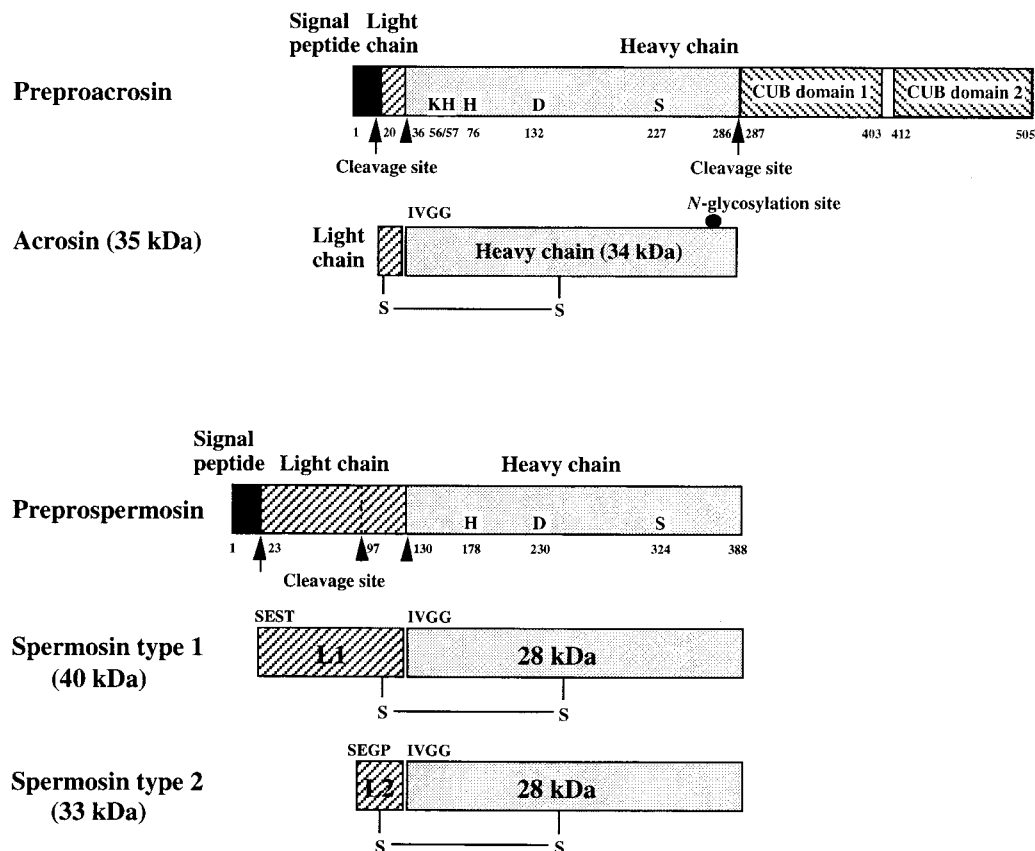 Signal Light
peptide chain
Heavy chain
Preproacrosin
KH H D S
CUB domain 1
CUB domain 2
1 20 36 56/57 76 132 227 286 287 403 412 505
Cleavage site
Cleavage site
N-glycosylation site
IVGG
Acrosin (35 kDa)
Light
chain
Heavy chain (34 kDa)
S S
Signal
peptide
Light chain
Heavy chain
Preprospermosin
H D S
1 23 97 130 178 230 324 388
Cleavage site
SEST IVGG
Spermosin type 1
(40 kDa)
L1
28 kDa
S S
SEGP IVGG
Spermosin type 2
(33 kDa)
L2
28 kDa
S S